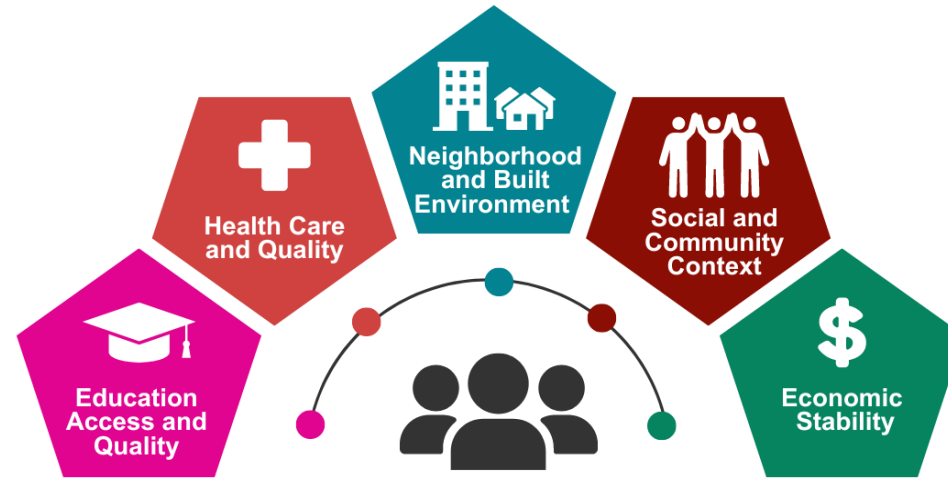 Neighborhood
and Built
Environment
Health Care
and Quality
Social and
Community
Context
Education
Access and
Quality
Economic
Stability